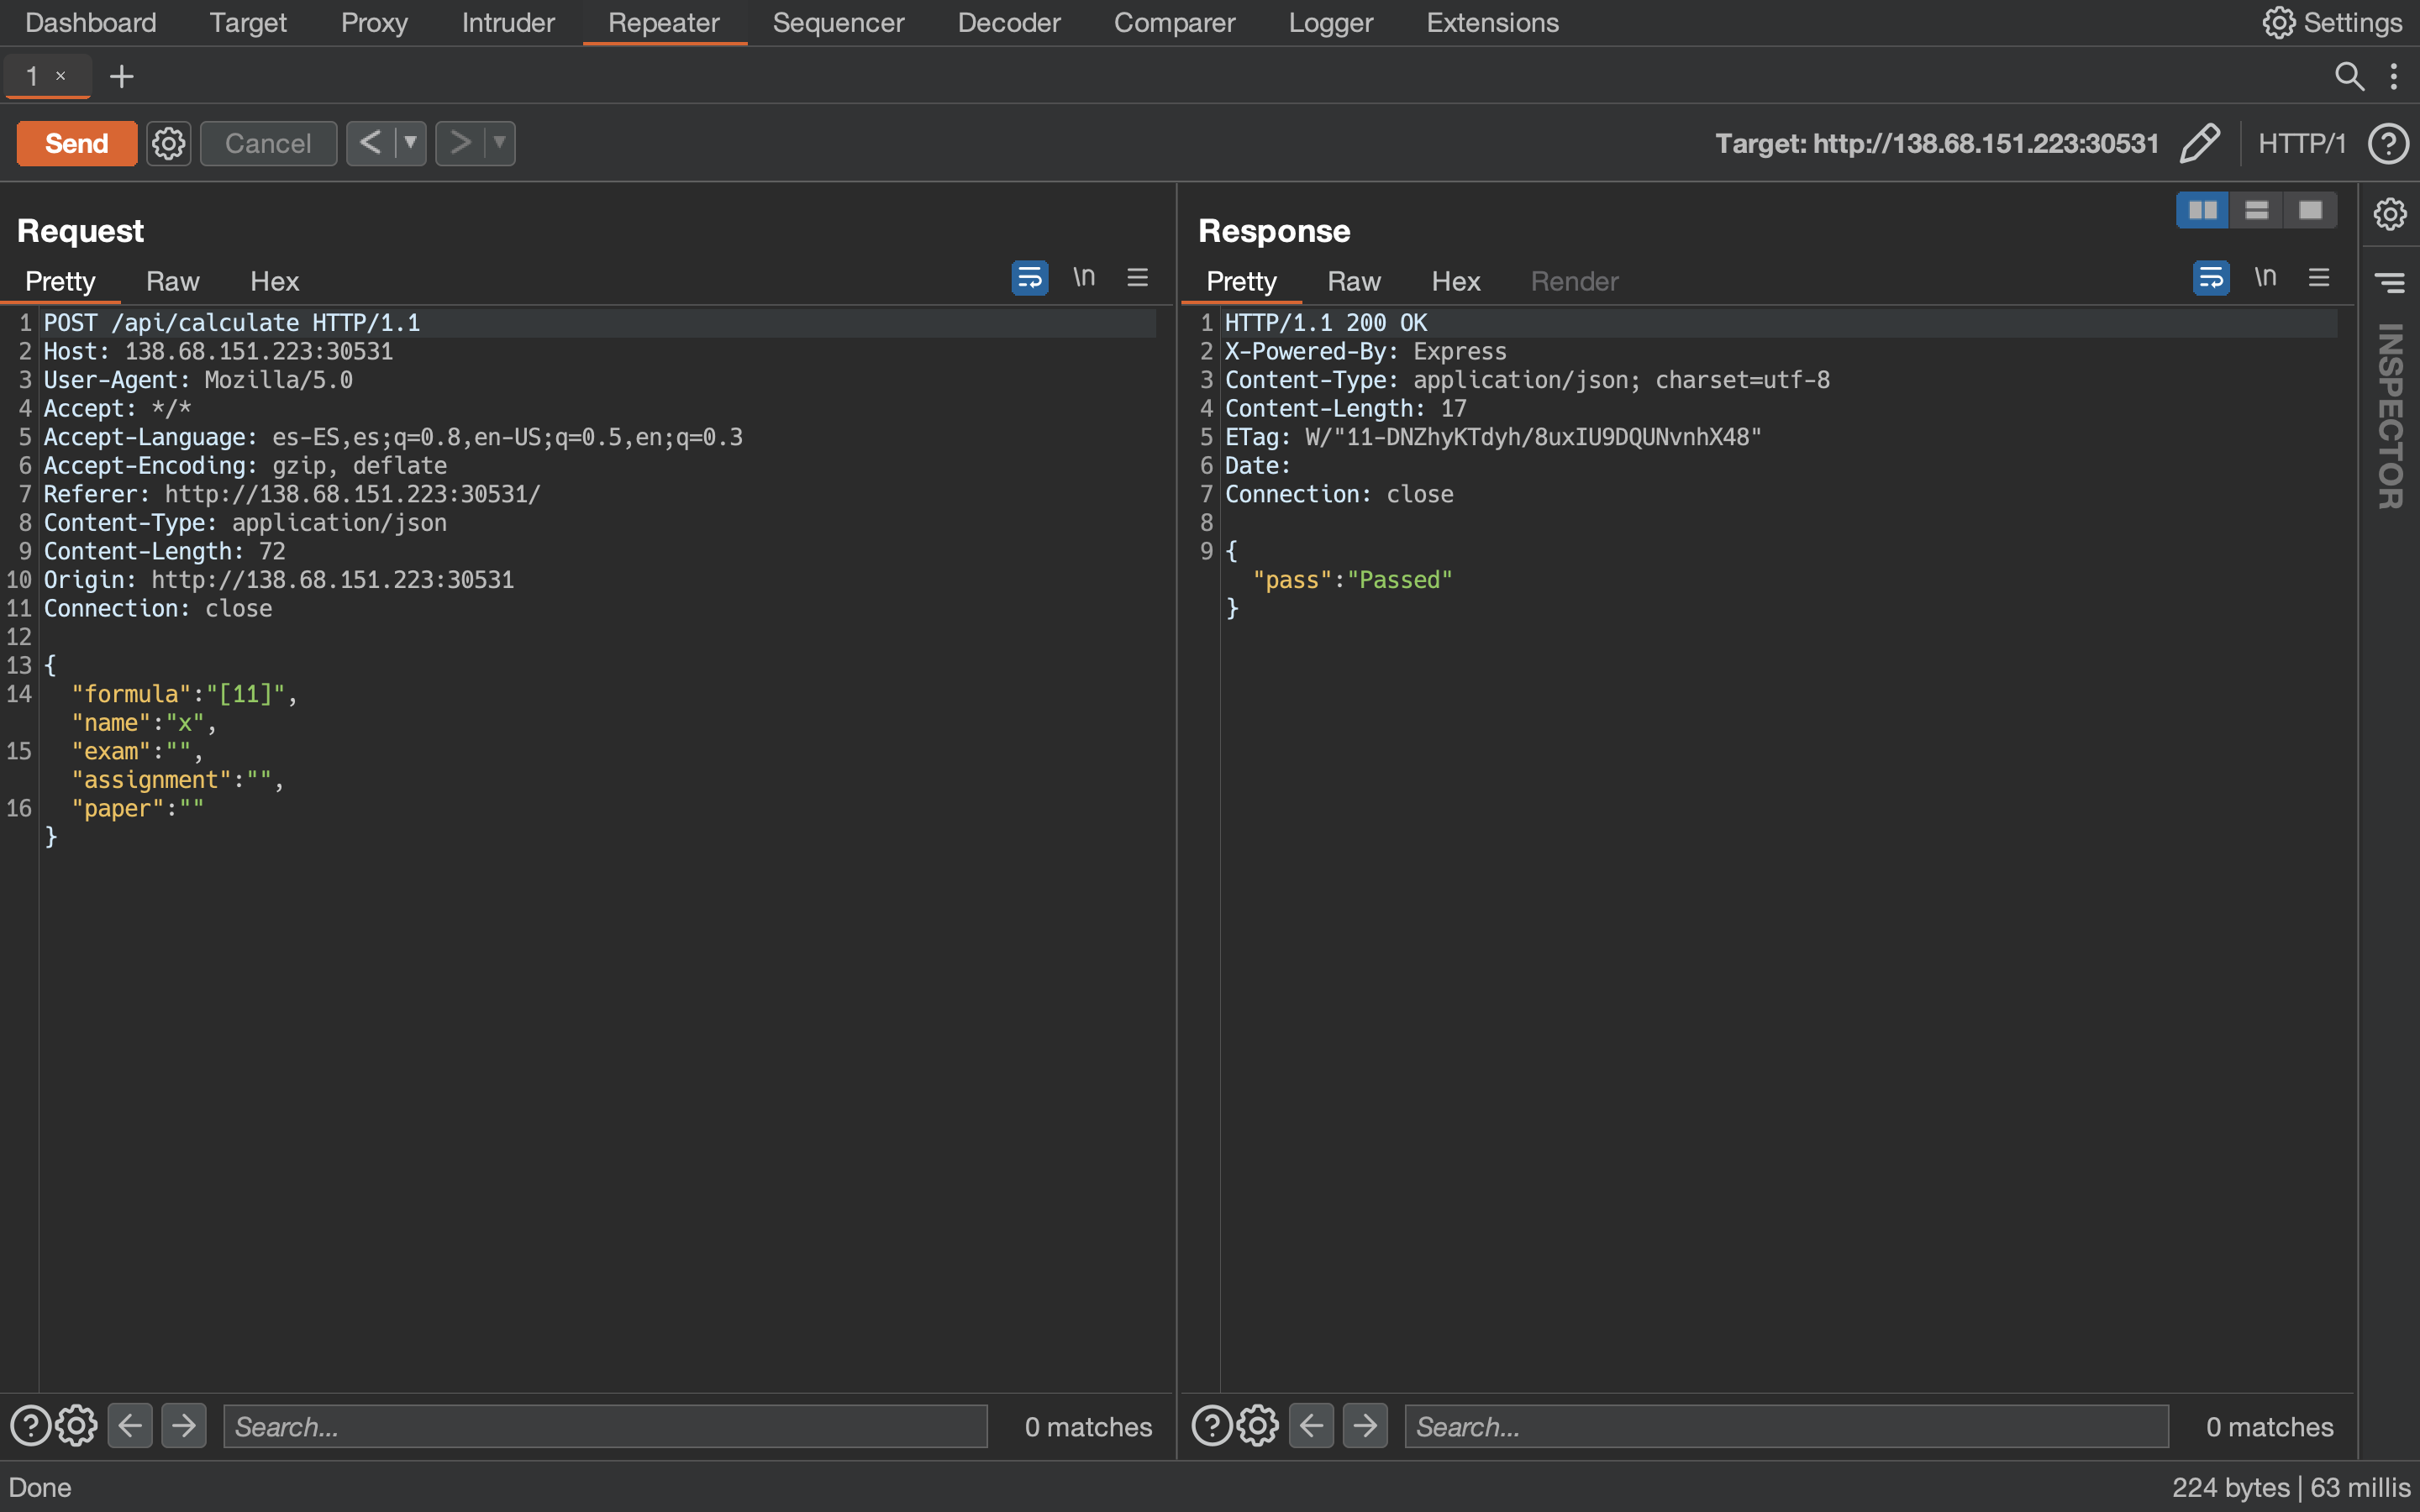 Dashboard Target Proxy Intruder Repeater Sequencer Decoder Comparer Logger Extensions Settings
1 × +
Send Cancel < > Target: http://138.68.151.223:30531 HTTP/1 ?
Request
Pretty Raw Hex \n
1 POST /api/calculate HTTP/1.1
2 Host: 138.68.151.223:30531
3 User-Agent: Mozilla/5.0
4 Accept: */*
5 Accept-Language: es-ES,es;q=0.8,en-US;q=0.5,en;q=0.3
6 Accept-Encoding: gzip, deflate
7 Referer: http://138.68.151.223:30531/
8 Content-Type: application/json
9 Content-Length: 72
10 Origin: http://138.68.151.223:30531
11 Connection: close
12
13 {
14 "formula":"[11]",
"name":"x",
15 "exam":"",
"assignment":"",
16 "paper":""
}
? Search... 0 matches
Response
Pretty Raw Hex Render \n
1 HTTP/1.1 200 OK
2 X-Powered-By: Express
3 Content-Type: application/json; charset=utf-8
4 Content-Length: 17
5 ETag: W/"11-DNZhyKTdyh/8uxIU9DQUNvnhX48"
6 Date:
7 Connection: close
8
9 {
"pass":"Passed"
}
? Search... 0 matches
INSPECTOR
Done 224 bytes | 63 millis